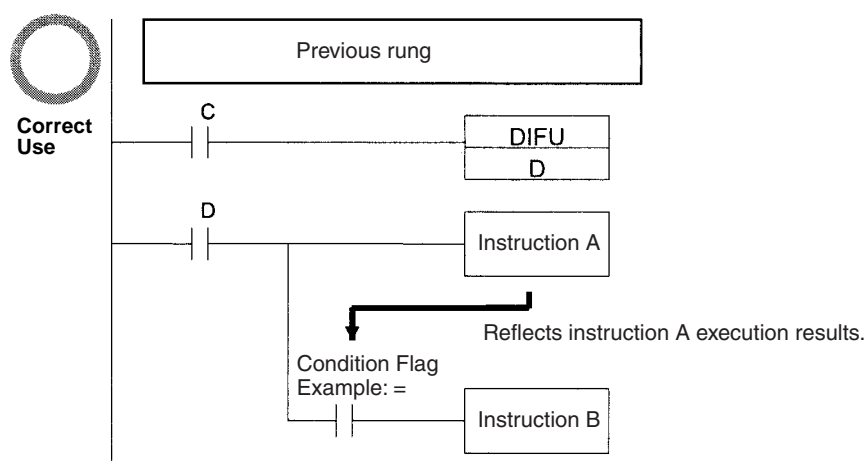 Previous rung
Correct
Use
C
DIFU
D
D
Instruction A
Reflects instruction A execution results.
Condition Flag
Example: =
Instruction B